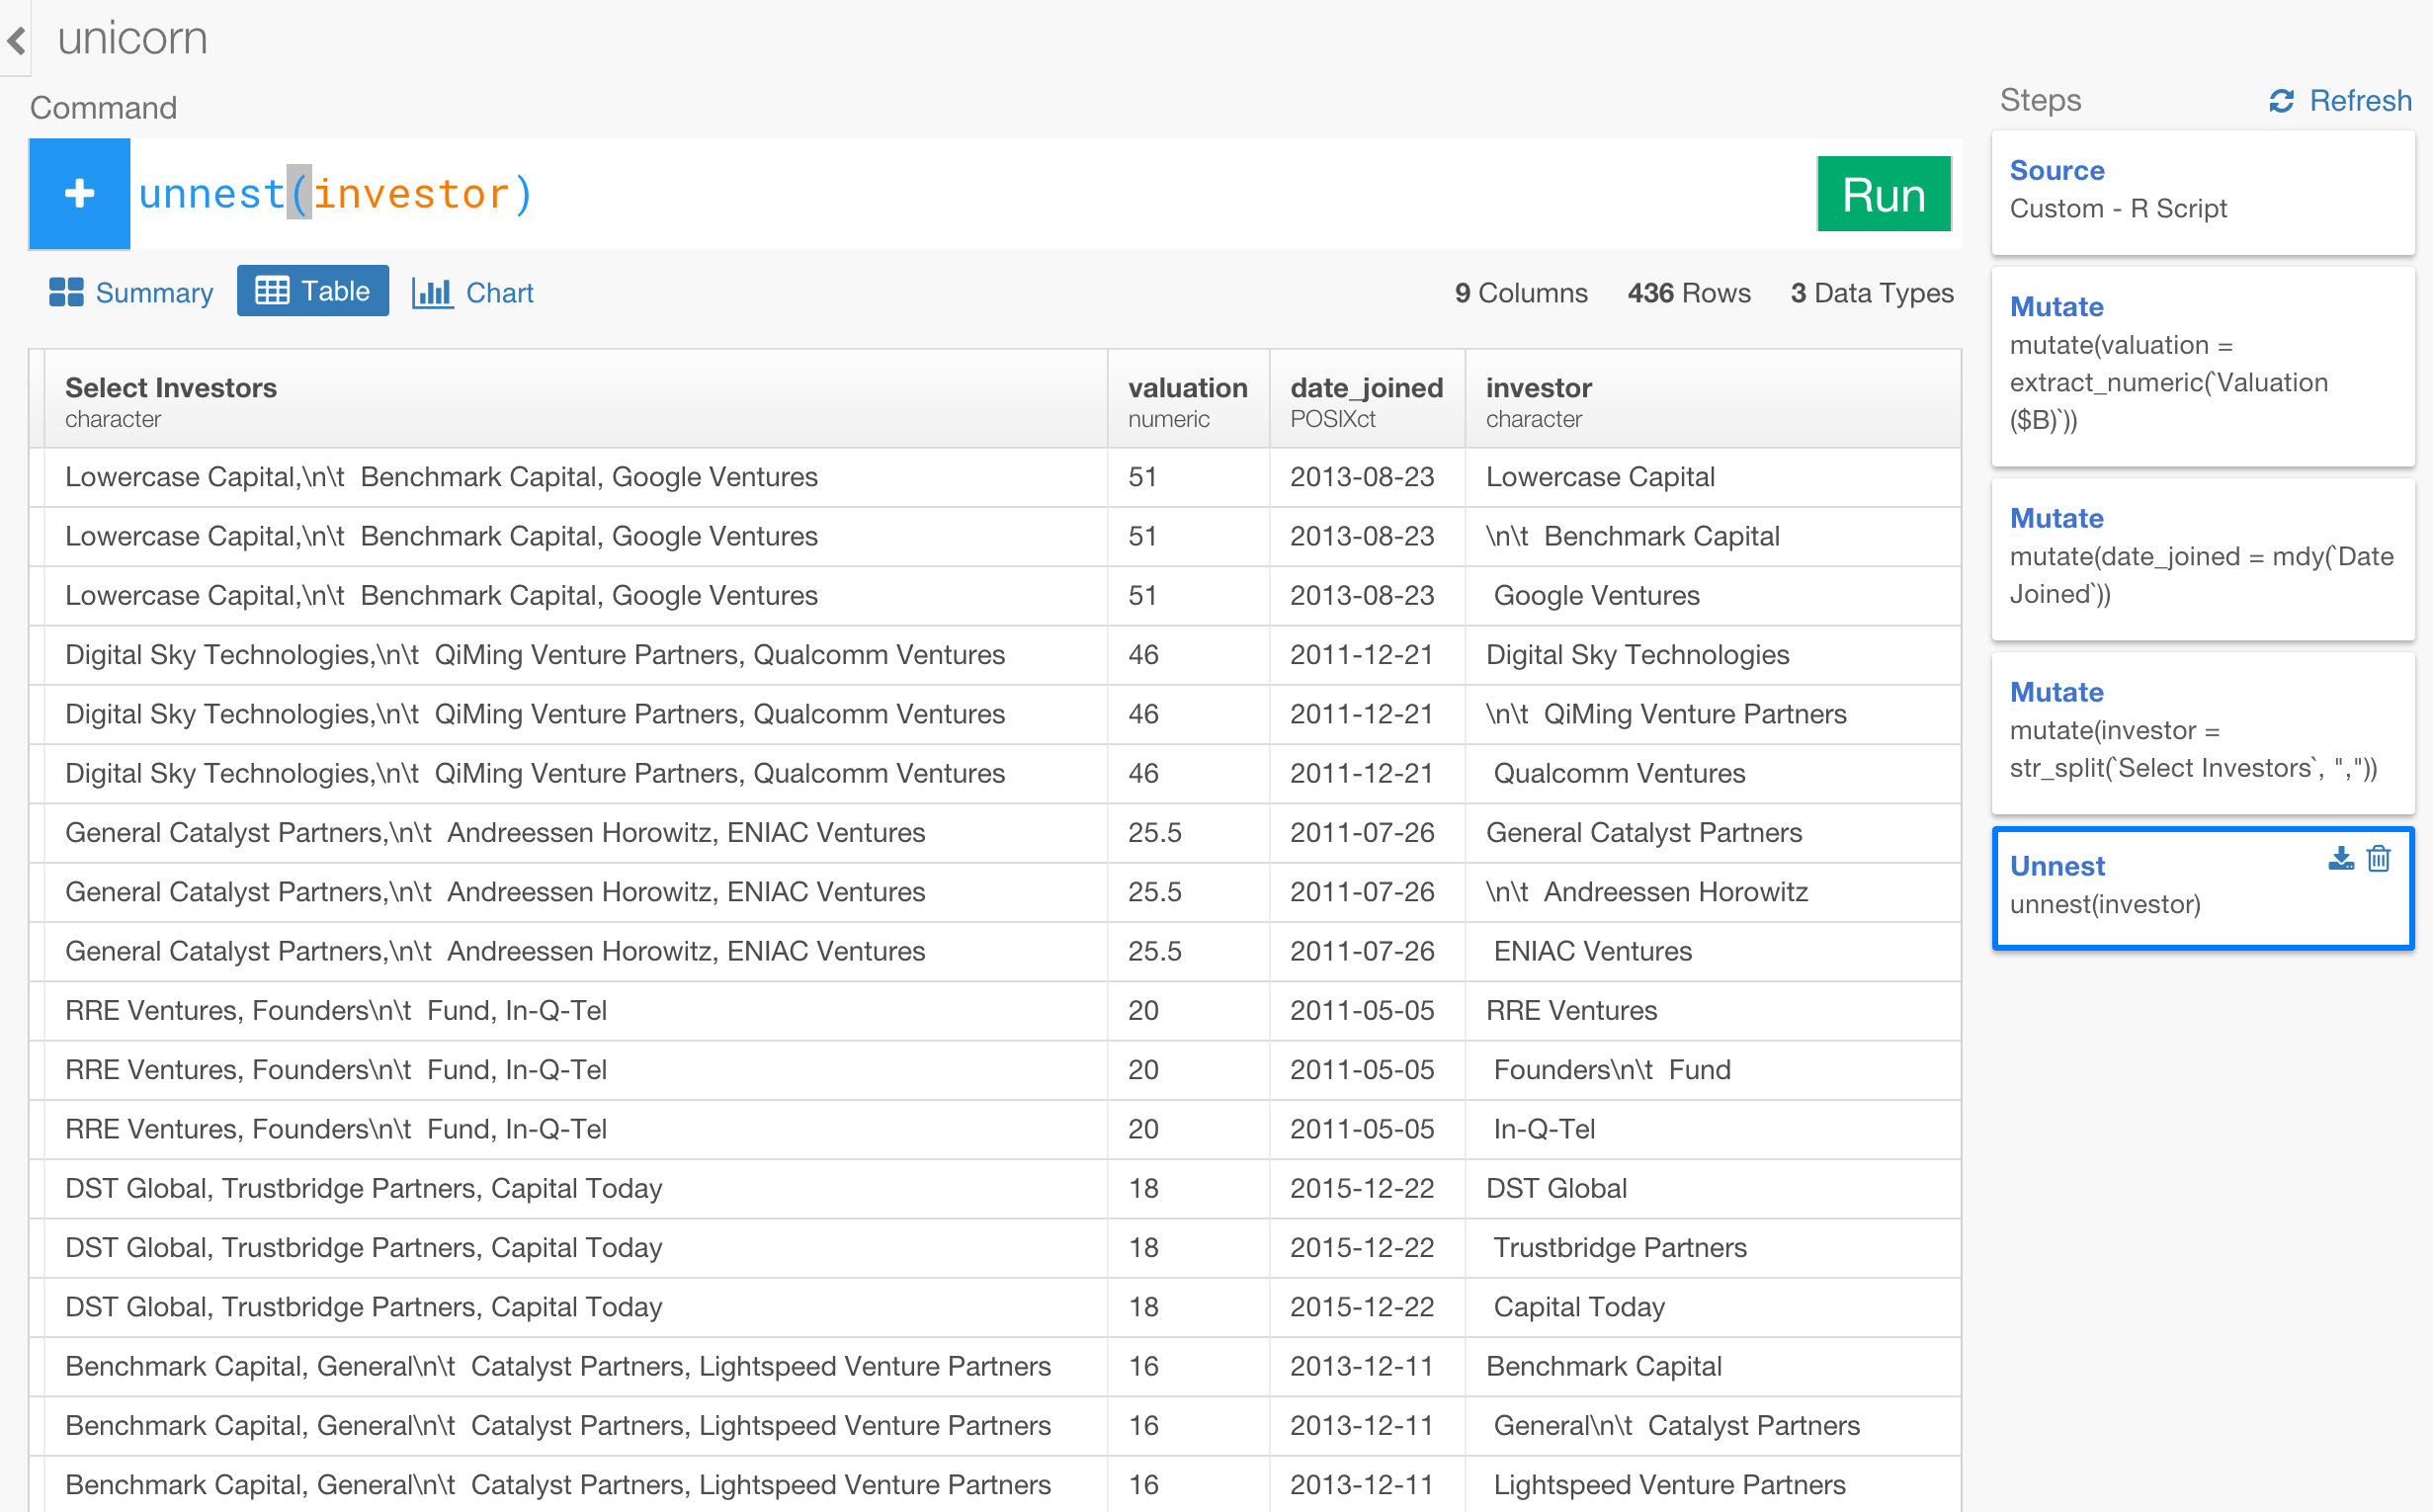 unicorn
Command
unnest(investor)
Run
Summary Table Chart
9 Columns 436 Rows 3 Data Types
Select Investors valuation date_joined investor
character numeric POSIXct character
Lowercase Capital,\n\t  Benchmark Capital, Google Ventures 51 2013-08-23 Lowercase Capital
Lowercase Capital,\n\t  Benchmark Capital, Google Ventures 51 2013-08-23 \n\t  Benchmark Capital
Lowercase Capital,\n\t  Benchmark Capital, Google Ventures 51 2013-08-23 Google Ventures
Digital Sky Technologies,\n\t  QiMing Venture Partners, Qualcomm Ventures 46 2011-12-21 Digital Sky Technologies
Digital Sky Technologies,\n\t  QiMing Venture Partners, Qualcomm Ventures 46 2011-12-21 \n\t  QiMing Venture Partners
Digital Sky Technologies,\n\t  QiMing Venture Partners, Qualcomm Ventures 46 2011-12-21 Qualcomm Ventures
General Catalyst Partners,\n\t  Andreessen Horowitz, ENIAC Ventures 25.5 2011-07-26 General Catalyst Partners
General Catalyst Partners,\n\t  Andreessen Horowitz, ENIAC Ventures 25.5 2011-07-26 \n\t  Andreessen Horowitz
General Catalyst Partners,\n\t  Andreessen Horowitz, ENIAC Ventures 25.5 2011-07-26 ENIAC Ventures
RRE Ventures, Founders\n\t  Fund, In-Q-Tel 20 2011-05-05 RRE Ventures
RRE Ventures, Founders\n\t  Fund, In-Q-Tel 20 2011-05-05 Founders\n\t  Fund
RRE Ventures, Founders\n\t  Fund, In-Q-Tel 20 2011-05-05 In-Q-Tel
DST Global, Trustbridge Partners, Capital Today 18 2015-12-22 DST Global
DST Global, Trustbridge Partners, Capital Today 18 2015-12-22 Trustbridge Partners
DST Global, Trustbridge Partners, Capital Today 18 2015-12-22 Capital Today
Benchmark Capital, General\n\t  Catalyst Partners, Lightspeed Venture Partners 16 2013-12-11 Benchmark Capital
Benchmark Capital, General\n\t  Catalyst Partners, Lightspeed Venture Partners 16 2013-12-11 General\n\t  Catalyst Partners
Benchmark Capital, General\n\t  Catalyst Partners, Lightspeed Venture Partners 16 2013-12-11 Lightspeed Venture Partners
Steps Refresh
Source
Custom - R Script
Mutate
mutate(valuation =
extract_numeric(`Valuation
($B)`))
Mutate
mutate(date_joined = mdy(`Date
Joined`))
Mutate
mutate(investor =
str_split(`Select Investors`, ","))
Unnest
unnest(investor)